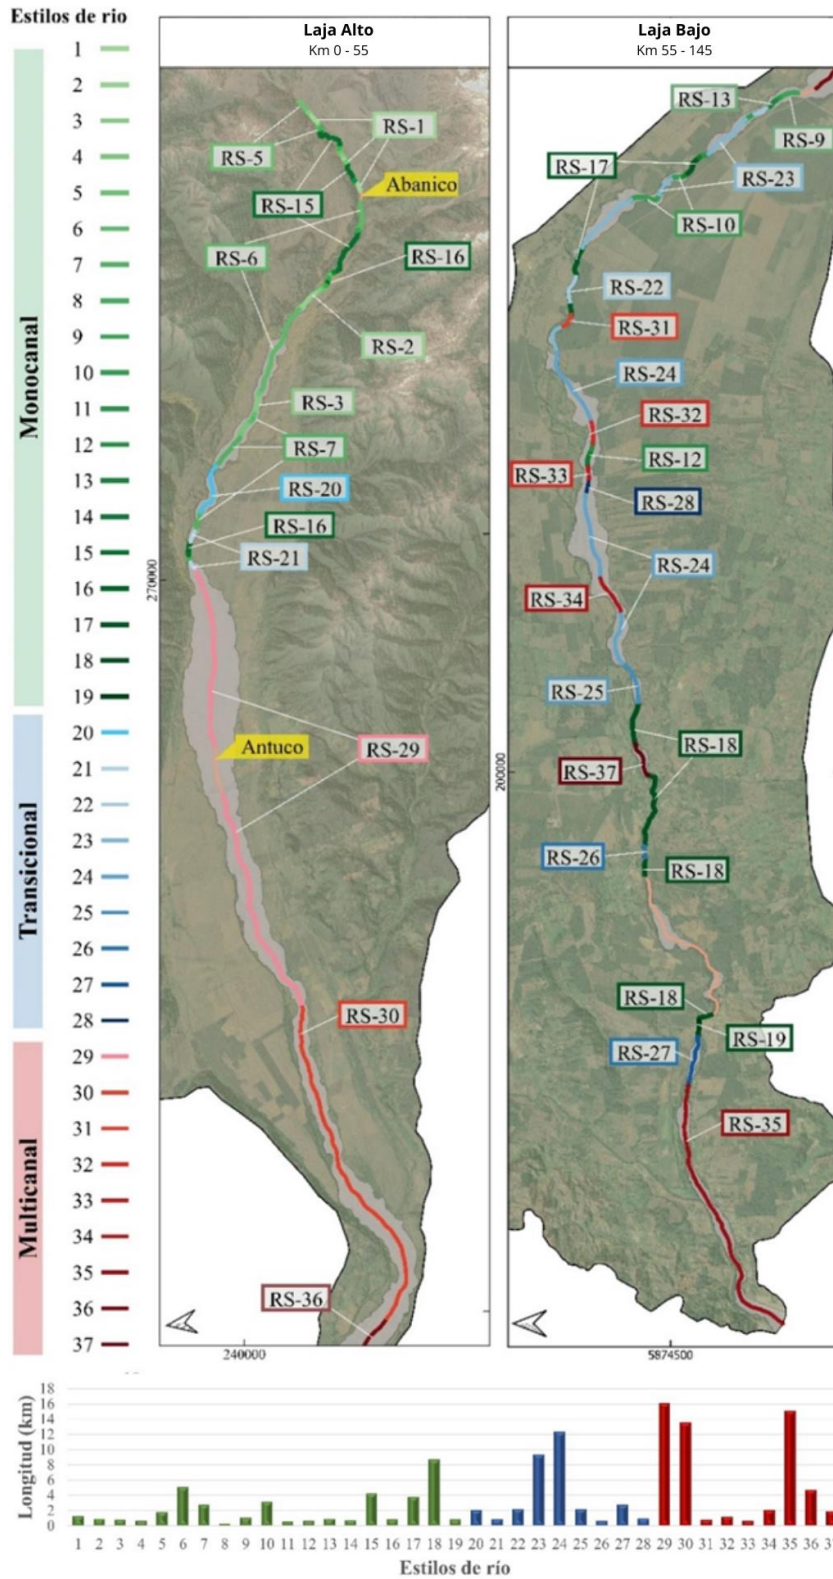 Estilos de rio
1
2
3
4
5
6
7
8
9
10
11
12
13
14
15
16
17
18
19
20
21
22
23
24
25
26
27
28
29
30
31
32
33
34
35
36
37
Monocanal
Transicional
Multicanal
Laja Alto
Km 0 - 55
RS-1
RS-5
Abanico
RS-15
RS-6
RS-16
RS-2
RS-3
RS-7
RS-20
RS-16
RS-21
270000
Antuco
RS-29
RS-30
RS-36
240000
Laja Bajo
Km 55 - 145
RS-13
RS-9
RS-17
RS-23
RS-10
RS-22
RS-31
RS-24
RS-32
RS-12
RS-33
RS-28
RS-24
RS-34
RS-25
RS-18
200000
RS-37
RS-26
RS-18
RS-18
RS-19
RS-27
RS-35
5874500
Longitud (km)
18
16
14
12
10
8
6
4
2
0
1 2 3 4 5 6 7 8 9 10 11 12 13 14 15 16 17 18 19 20 21 22 23 24 25 26 27 28 29 30 31 32 33 34 35 36 37
Estilos de río